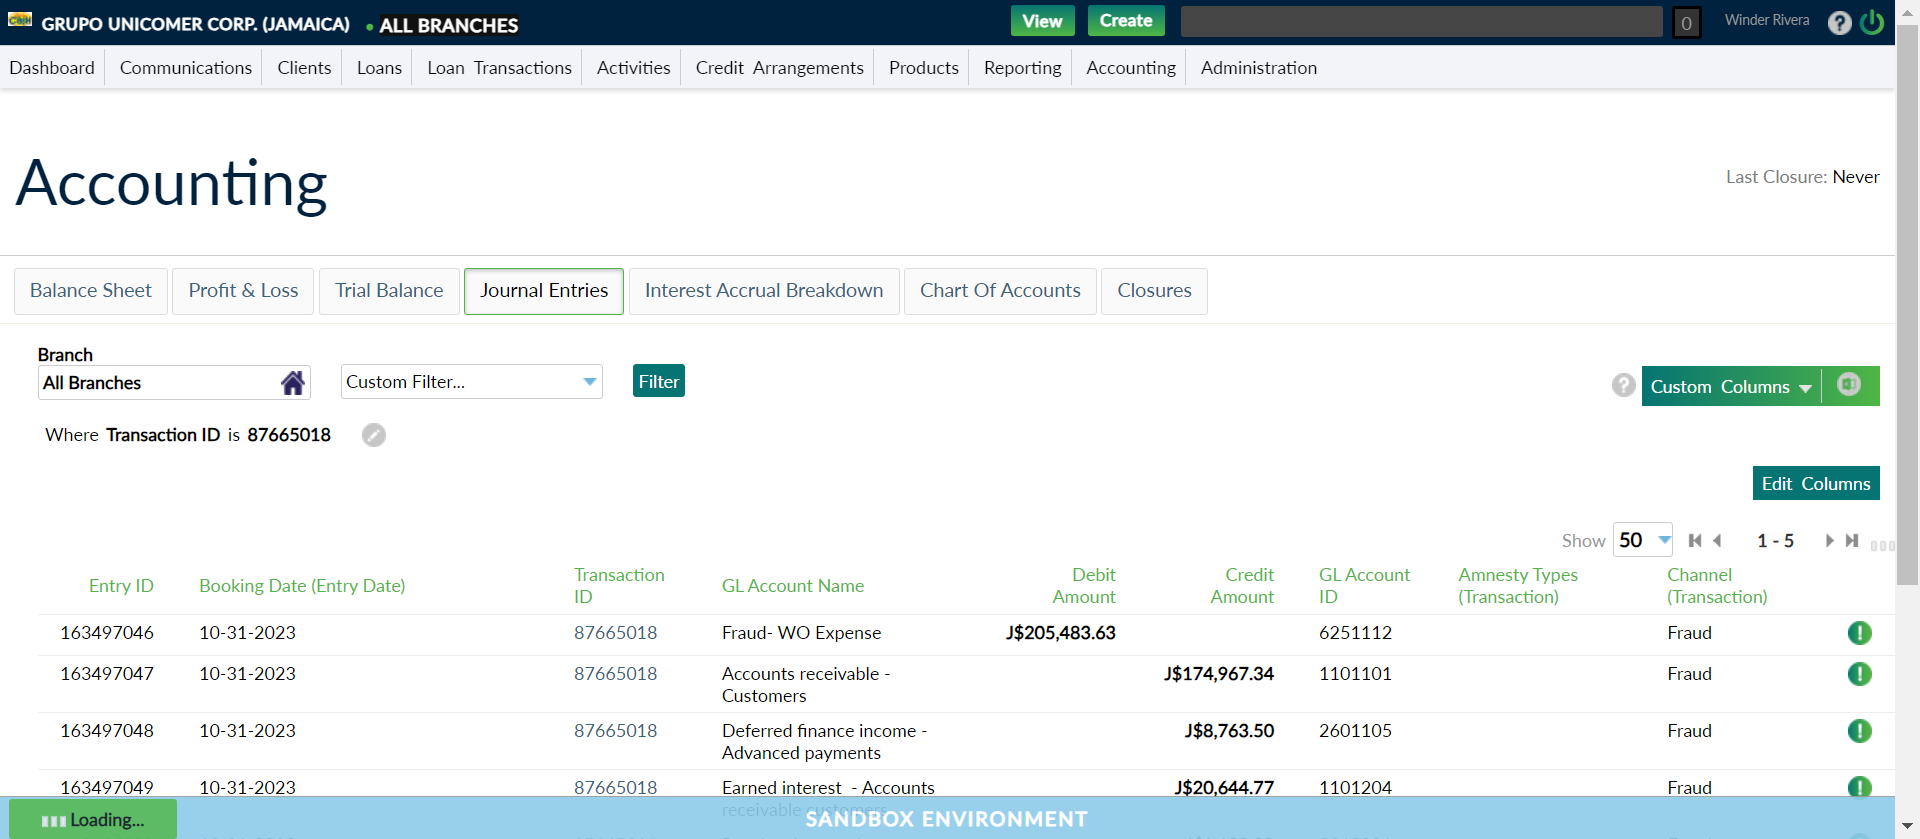 CASH GRUPO UNICOMER CORP. (JAMAICA) • ALL BRANCHES View Create 0 Winder Rivera ?
Dashboard Communications Clients Loans Loan Transactions Activities Credit Arrangements Products Reporting Accounting Administration
Accounting
Last Closure: Never
Balance Sheet Profit & Loss Trial Balance Journal Entries Interest Accrual Breakdown Chart Of Accounts Closures
Branch
All Branches Custom Filter... Filter ? Custom Columns
Where Transaction ID is 87665018
Edit Columns
Show 50 1 - 5
Entry ID Booking Date (Entry Date) Transaction ID GL Account Name Debit Amount Credit Amount GL Account ID Amnesty Types (Transaction) Channel (Transaction)
163497046 10-31-2023 87665018 Fraud- WO Expense J$205,483.63 6251112 Fraud !
163497047 10-31-2023 87665018 Accounts receivable - Customers J$174,967.34 1101101 Fraud !
163497048 10-31-2023 87665018 Deferred finance income - Advanced payments J$8,763.50 2601105 Fraud !
163497049 10-31-2023 87665018 Earned interest - Accounts receivable customers J$20,644.77 1101204 Fraud !
Loading... SANDBOX ENVIRONMENT